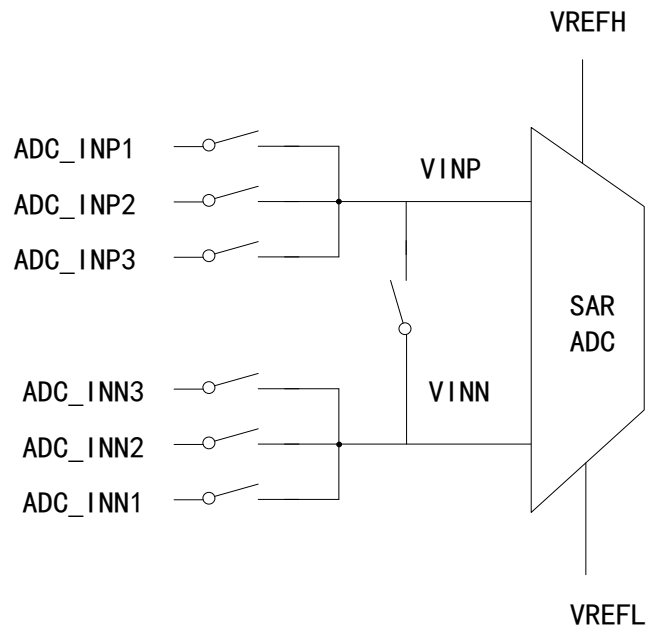 VREFH
ADC_INP1
VINP
ADC_INP2
ADC_INP3
SAR
ADC
ADC_INN3
VINN
ADC_INN2
ADC_INN1
VREFL